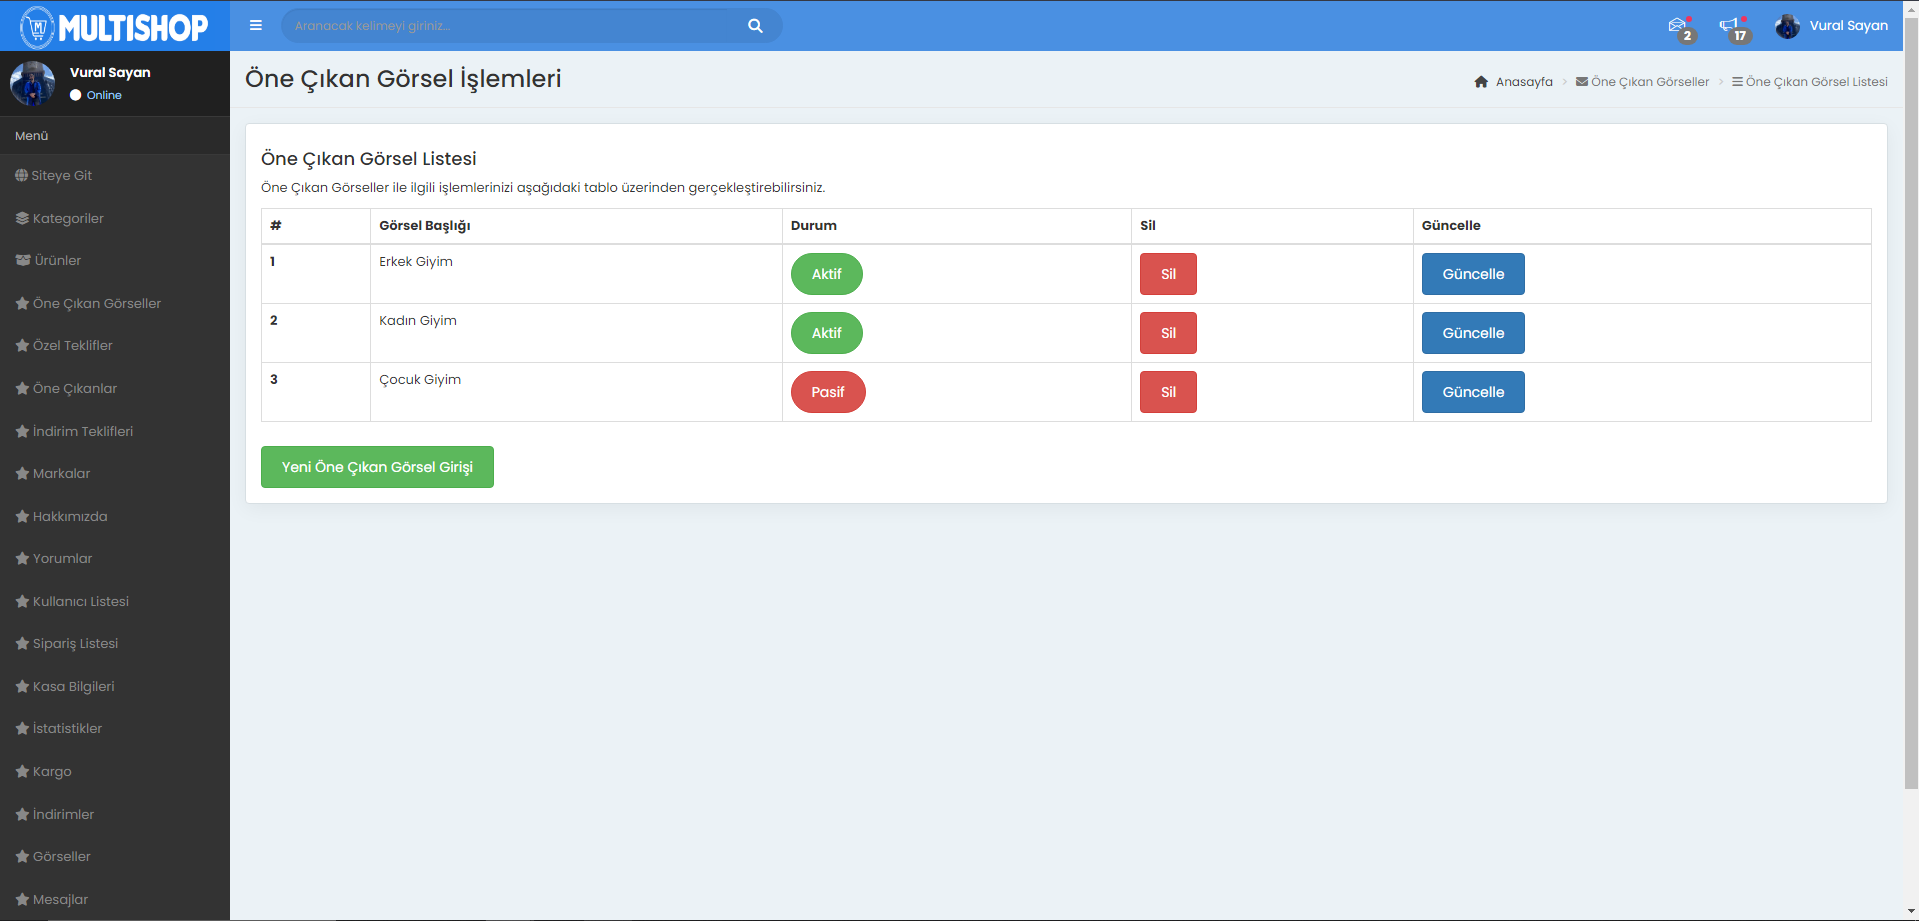 MULTISHOP
Aranacak kelimeyi giriniz...
2
17
Vural Sayan
Vural Sayan
Online
Menü
Siteye Git
Kategoriler
Ürünler
Öne Çıkan Görseller
Özel Teklifler
Öne Çıkanlar
İndirim Teklifleri
Markalar
Hakkımızda
Yorumlar
Kullanıcı Listesi
Sipariş Listesi
Kasa Bilgileri
İstatistikler
Kargo
İndirimler
Görseller
Mesajlar
Öne Çıkan Görsel İşlemleri
Anasayfa > Öne Çıkan Görseller > Öne Çıkan Görsel Listesi
Öne Çıkan Görsel Listesi
Öne Çıkan Görseller ile ilgili işlemlerinizi aşağıdaki tablo üzerinden gerçekleştirebilirsiniz.
# Görsel Başlığı Durum Sil Güncelle
1 Erkek Giyim Aktif Sil Güncelle
2 Kadın Giyim Aktif Sil Güncelle
3 Çocuk Giyim Pasif Sil Güncelle
Yeni Öne Çıkan Görsel Girişi